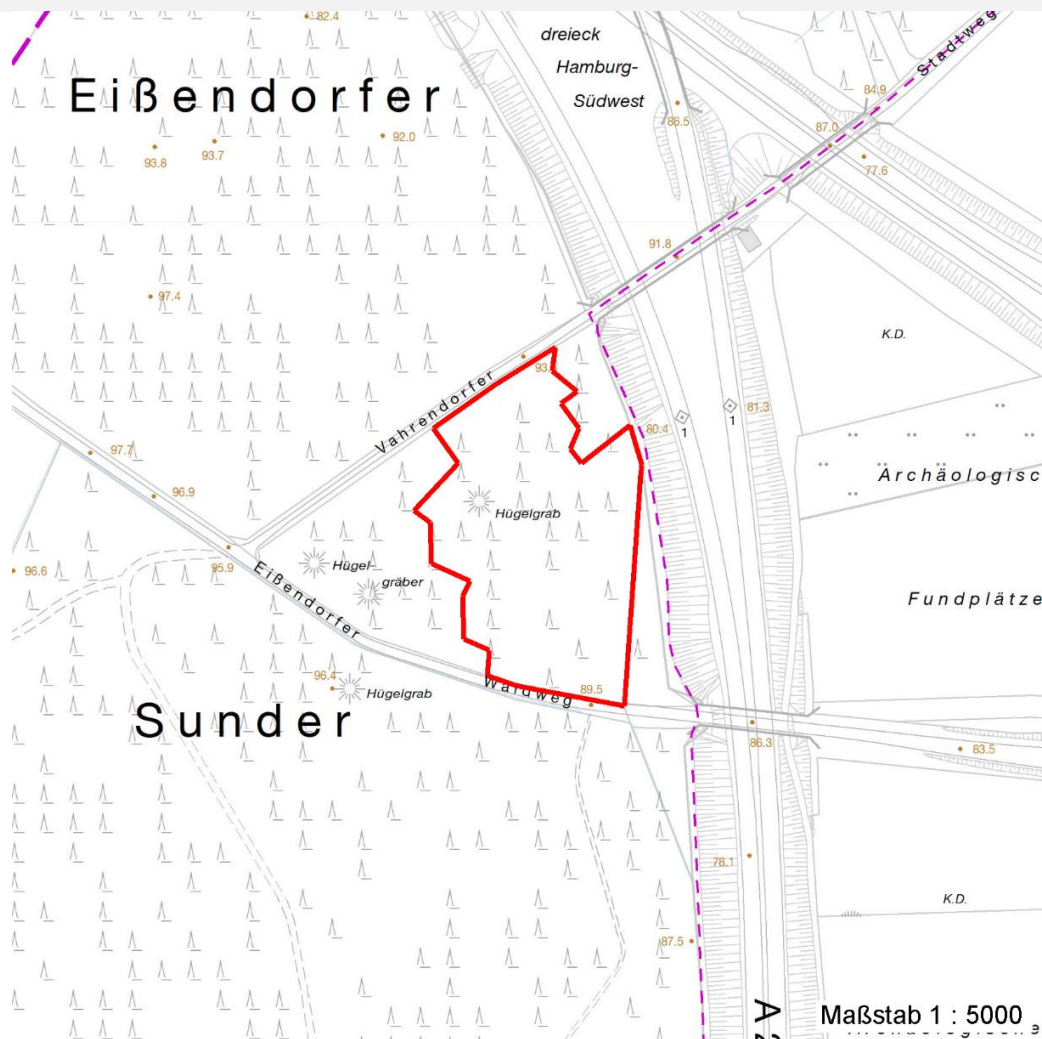 82.4
dreieck
Hamburg-
Südwest
Stadtweg
Eißendorfer
84.9
86.5
87.0
92.0
93.8
93.7
77.6
91.8
97.4
K.D.
93.
Vahrendorfer
81.3
80.4
1
1
97.7
Archäologisc
96.9
Hügelgrab
95.9
Hügel-
gräber
96.6
Eißendorfer
Waldweg
Fundplätze
96.4
Hügelgrab
89.5
Sunder
86.3
83.5
78.1
K.D.
87.5
A
Maßstab 1 : 5000